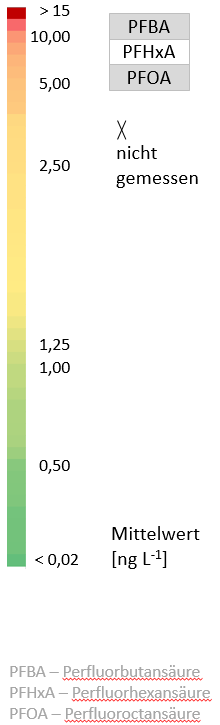 > 15
10,00
5,00
2,50
1,25
1,00
0,50
< 0,02
PFBA
PFHxA
PFOA
╳
nicht
gemessen
Mittelwert
[ng L-1]
PFBA – Perfluorbutansäure
PFHxA – Perfluorhexansäure
PFOA – Perfluoroctansäure